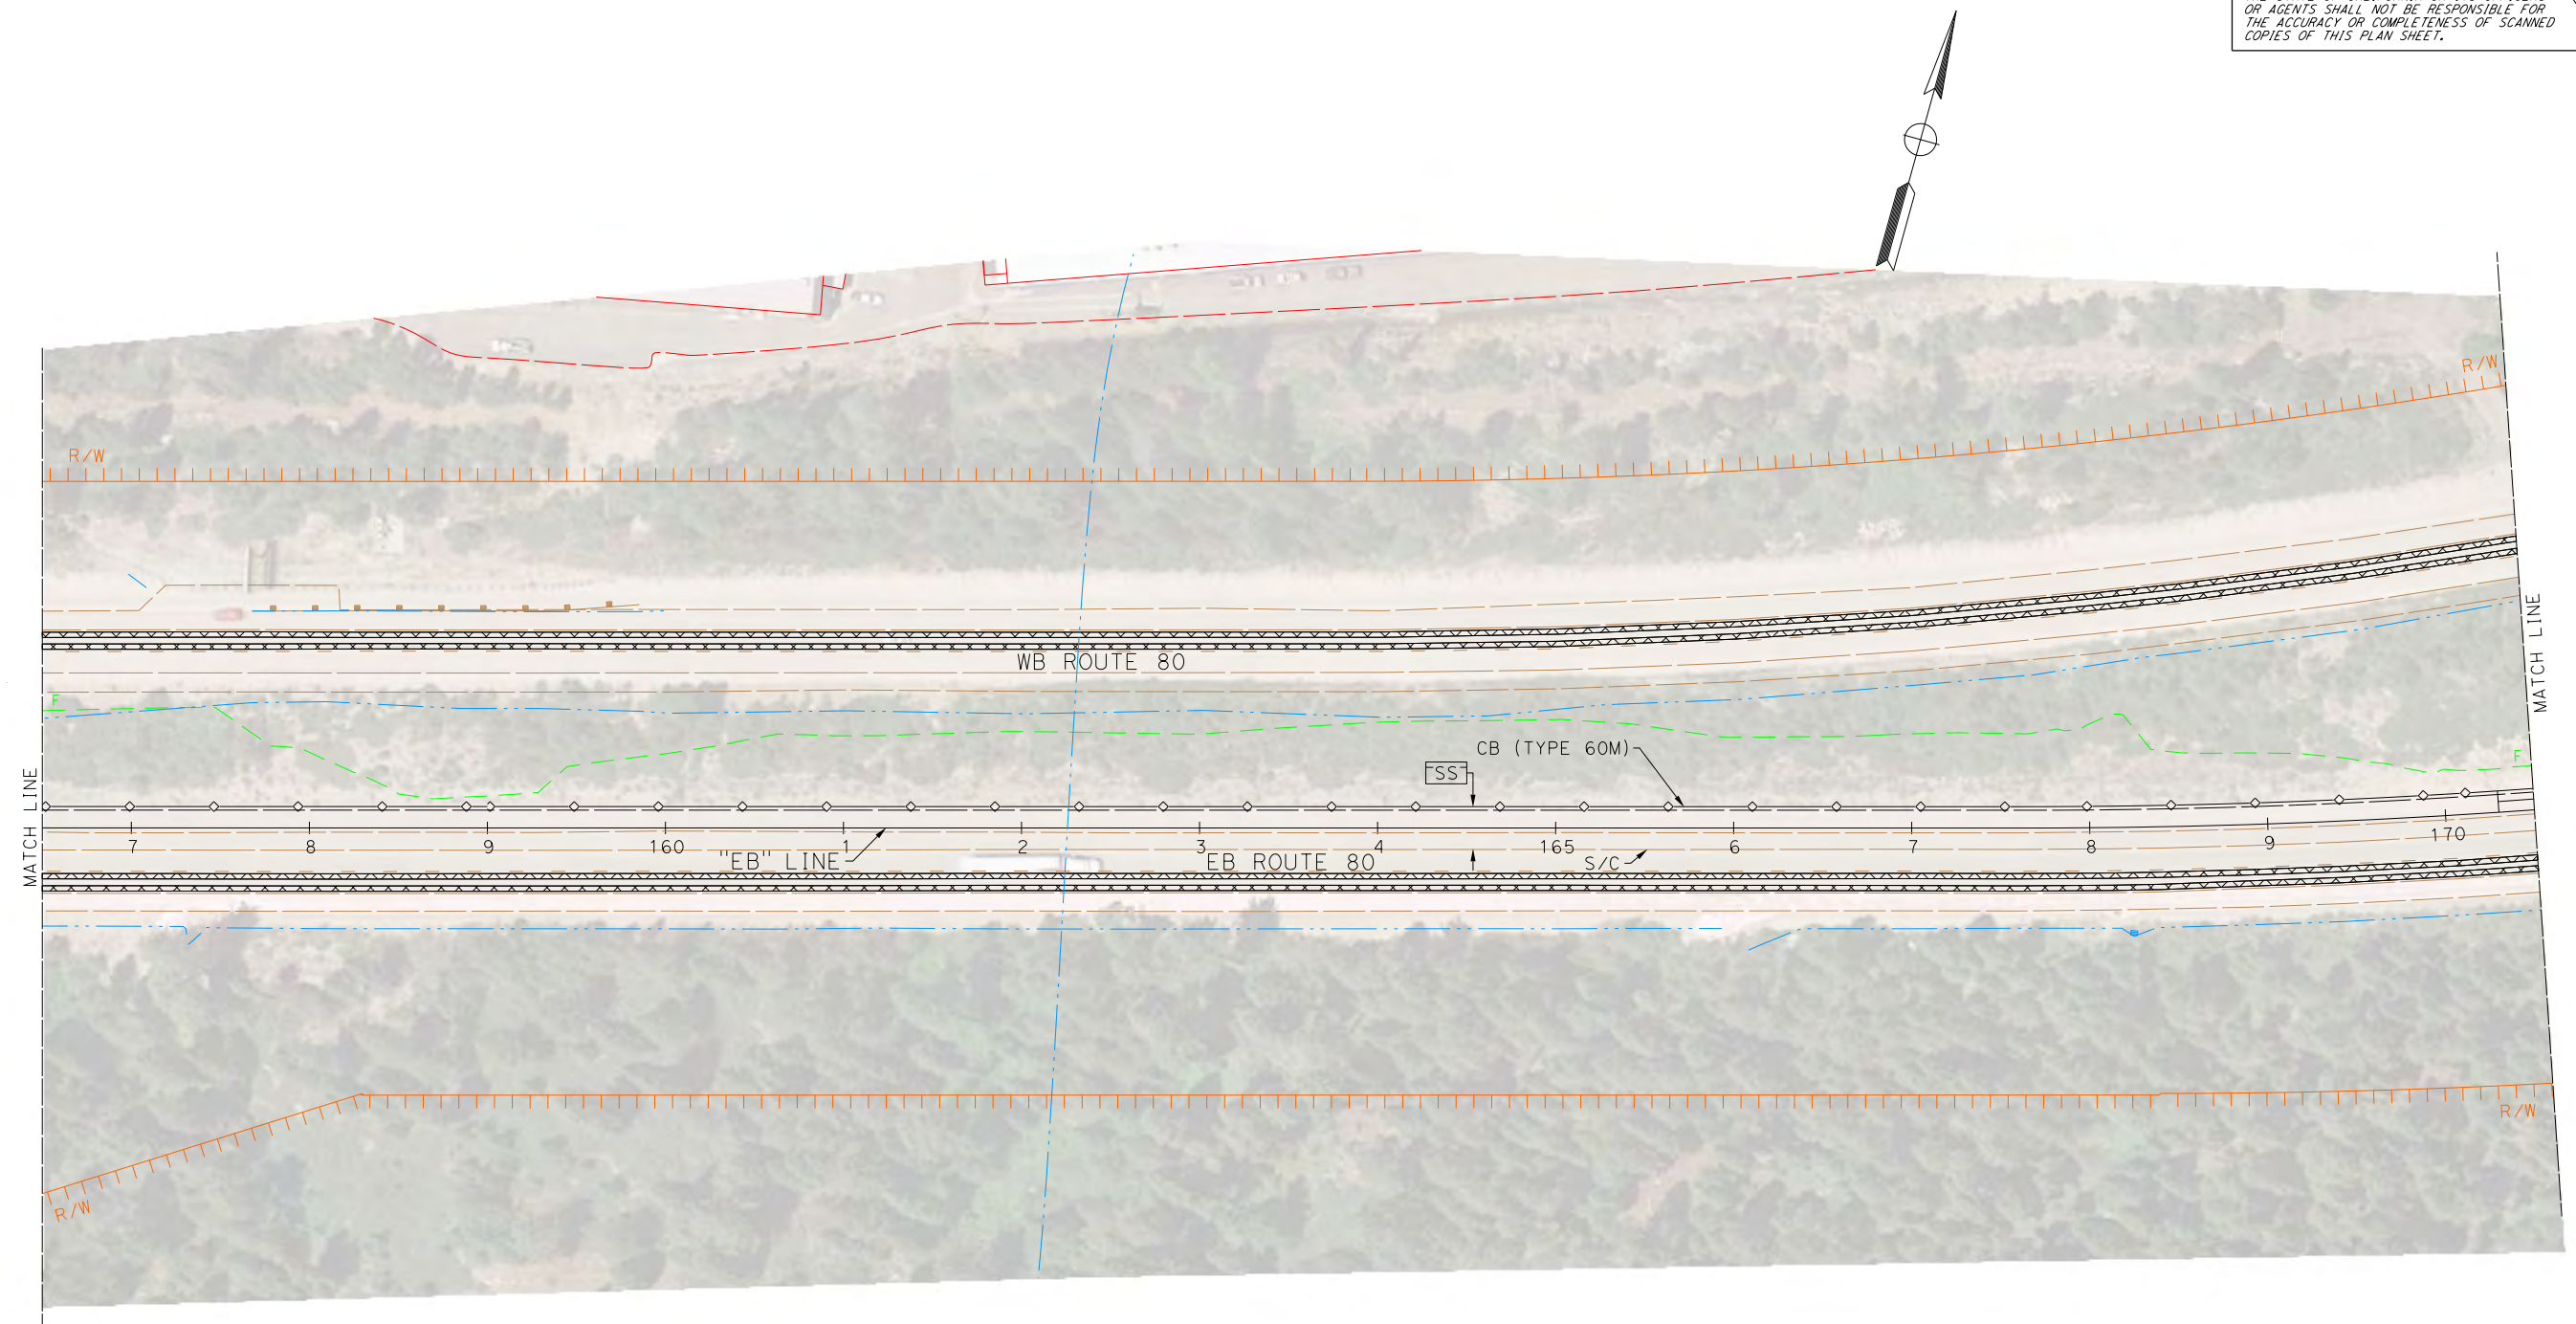 OR AGENTS SHALL NOT BE RESPONSIBLE FOR
THE ACCURACY OR COMPLETENESS OF SCANNED
COPIES OF THIS PLAN SHEET.
R/W
R/W
WB ROUTE 80
MATCH LINE
F
CB (TYPE 60M)
SS
F
MATCH LINE
7 8 9 160 1 2 3 4 165 6 7 8 9 170
"EB" LINE
EB ROUTE 80
S/C
R/W
R/W